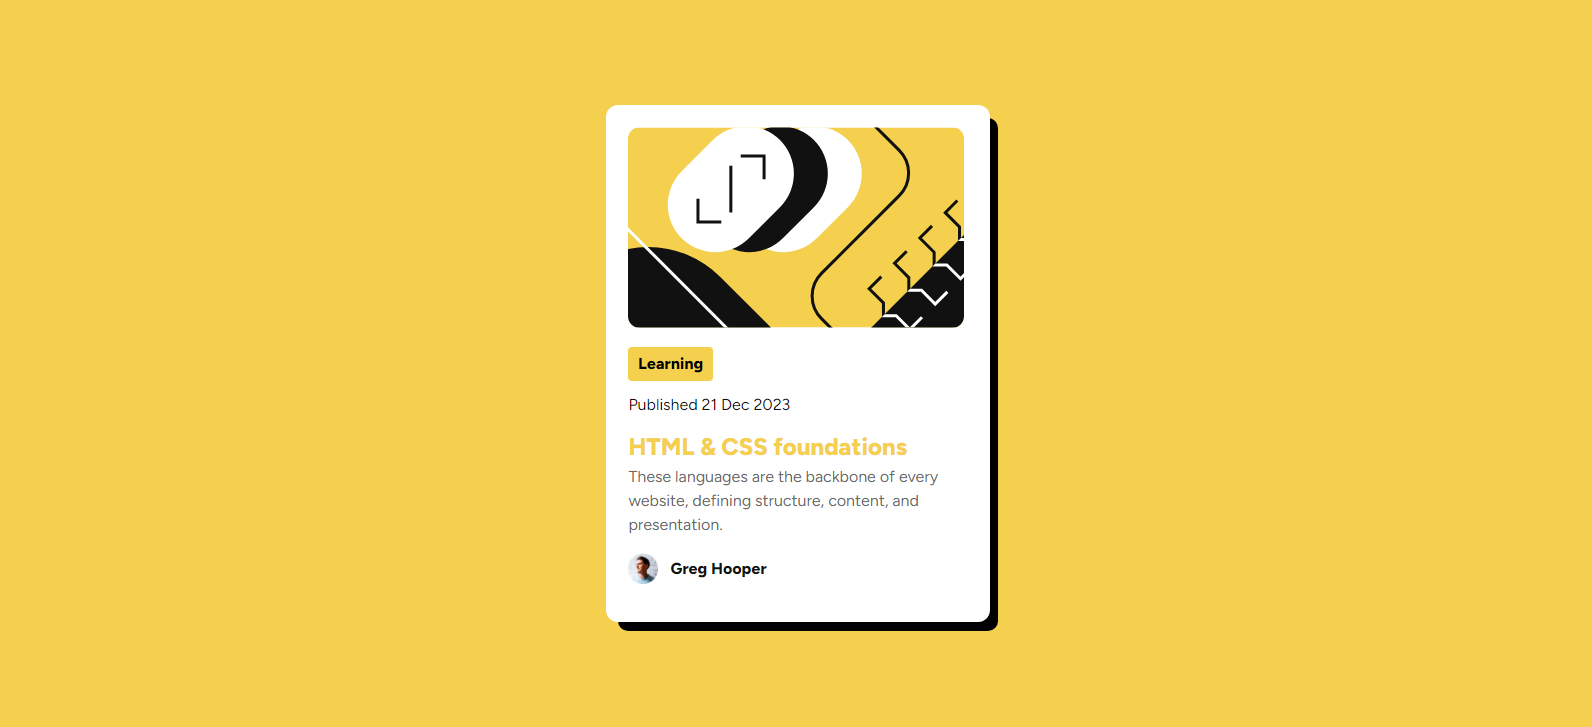 Learning
Published 21 Dec 2023
HTML & CSS foundations
These languages are the backbone of every
website, defining structure, content, and
presentation.
Greg Hooper